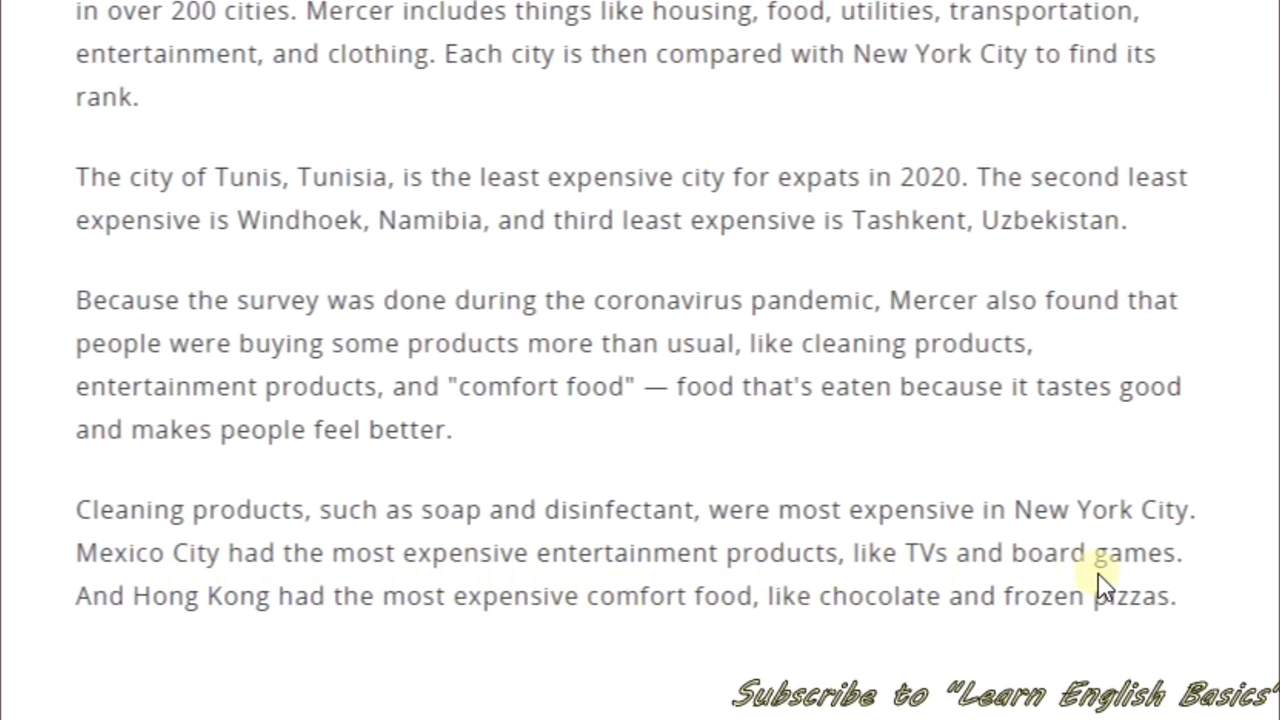 in over 200 cities. Mercer includes things like housing, food, utilities, transportation,
entertainment, and clothing. Each city is then compared with New York City to find its
rank.
The city of Tunis, Tunisia, is the least expensive city for expats in 2020. The second least
expensive is Windhoek, Namibia, and third least expensive is Tashkent, Uzbekistan.
Because the survey was done during the coronavirus pandemic, Mercer also found that
people were buying some products more than usual, like cleaning products,
entertainment products, and "comfort food" — food that's eaten because it tastes good
and makes people feel better.
Cleaning products, such as soap and disinfectant, were most expensive in New York City.
Mexico City had the most expensive entertainment products, like TVs and board games.
And Hong Kong had the most expensive comfort food, like chocolate and frozen pizzas.
Subscribe to "Learn English Basics"